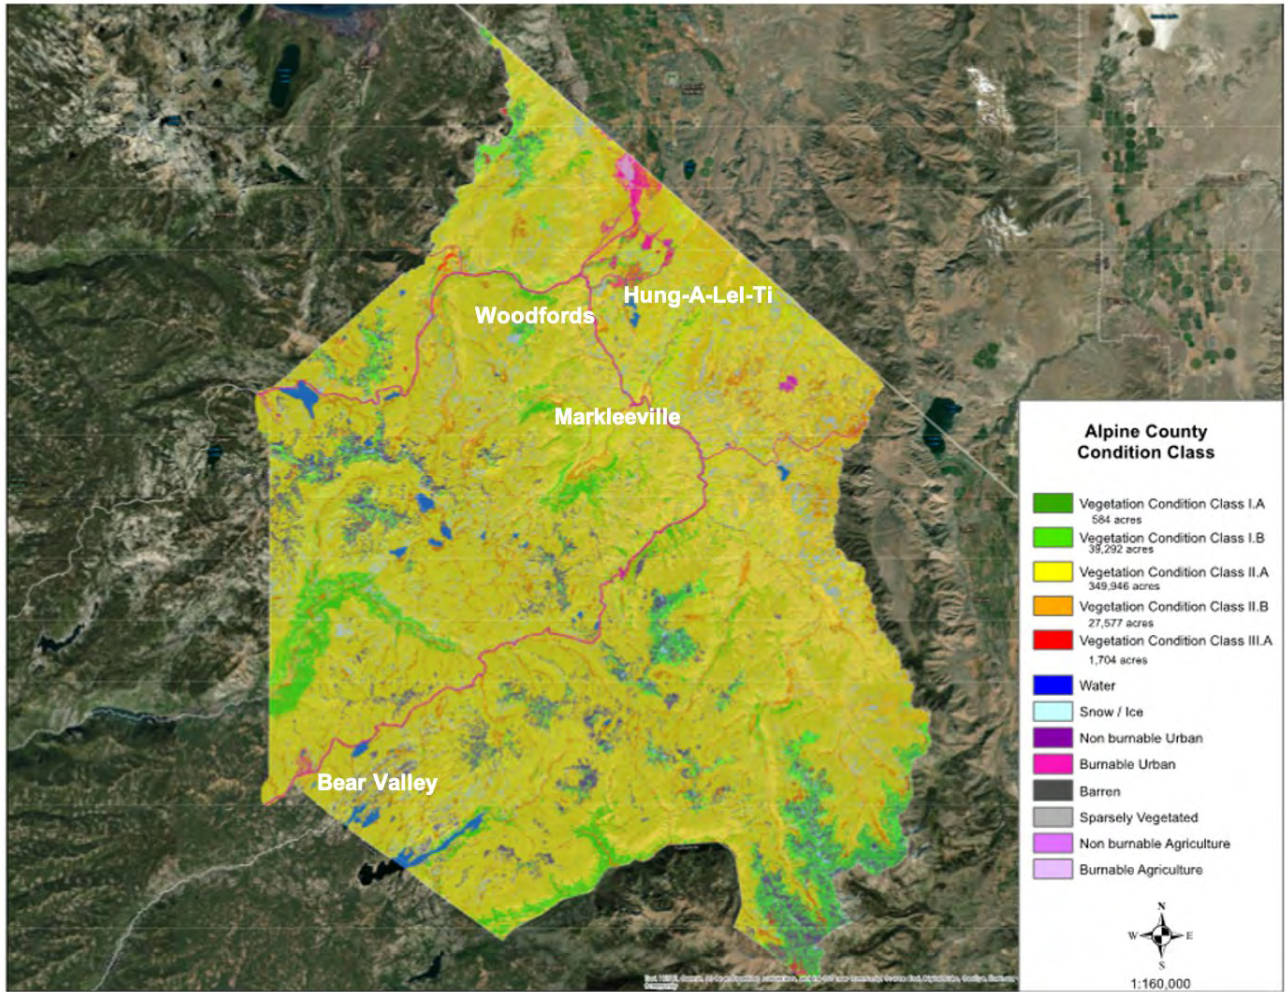 Hung-A-Lel-Ti
Woodfords
Markleeville
Bear Valley
Alpine County
Condition Class
Vegetation Condition Class I.A
584 acres
Vegetation Condition Class I.B
39,292 acres
Vegetation Condition Class II.A
349,946 acres
Vegetation Condition Class II.B
27,577 acres
Vegetation Condition Class III.A
1,704 acres
Water
Snow / Ice
Non burnable Urban
Burnable Urban
Barren
Sparsely Vegetated
Non burnable Agriculture
Burnable Agriculture
N
W E
S
1:160,000